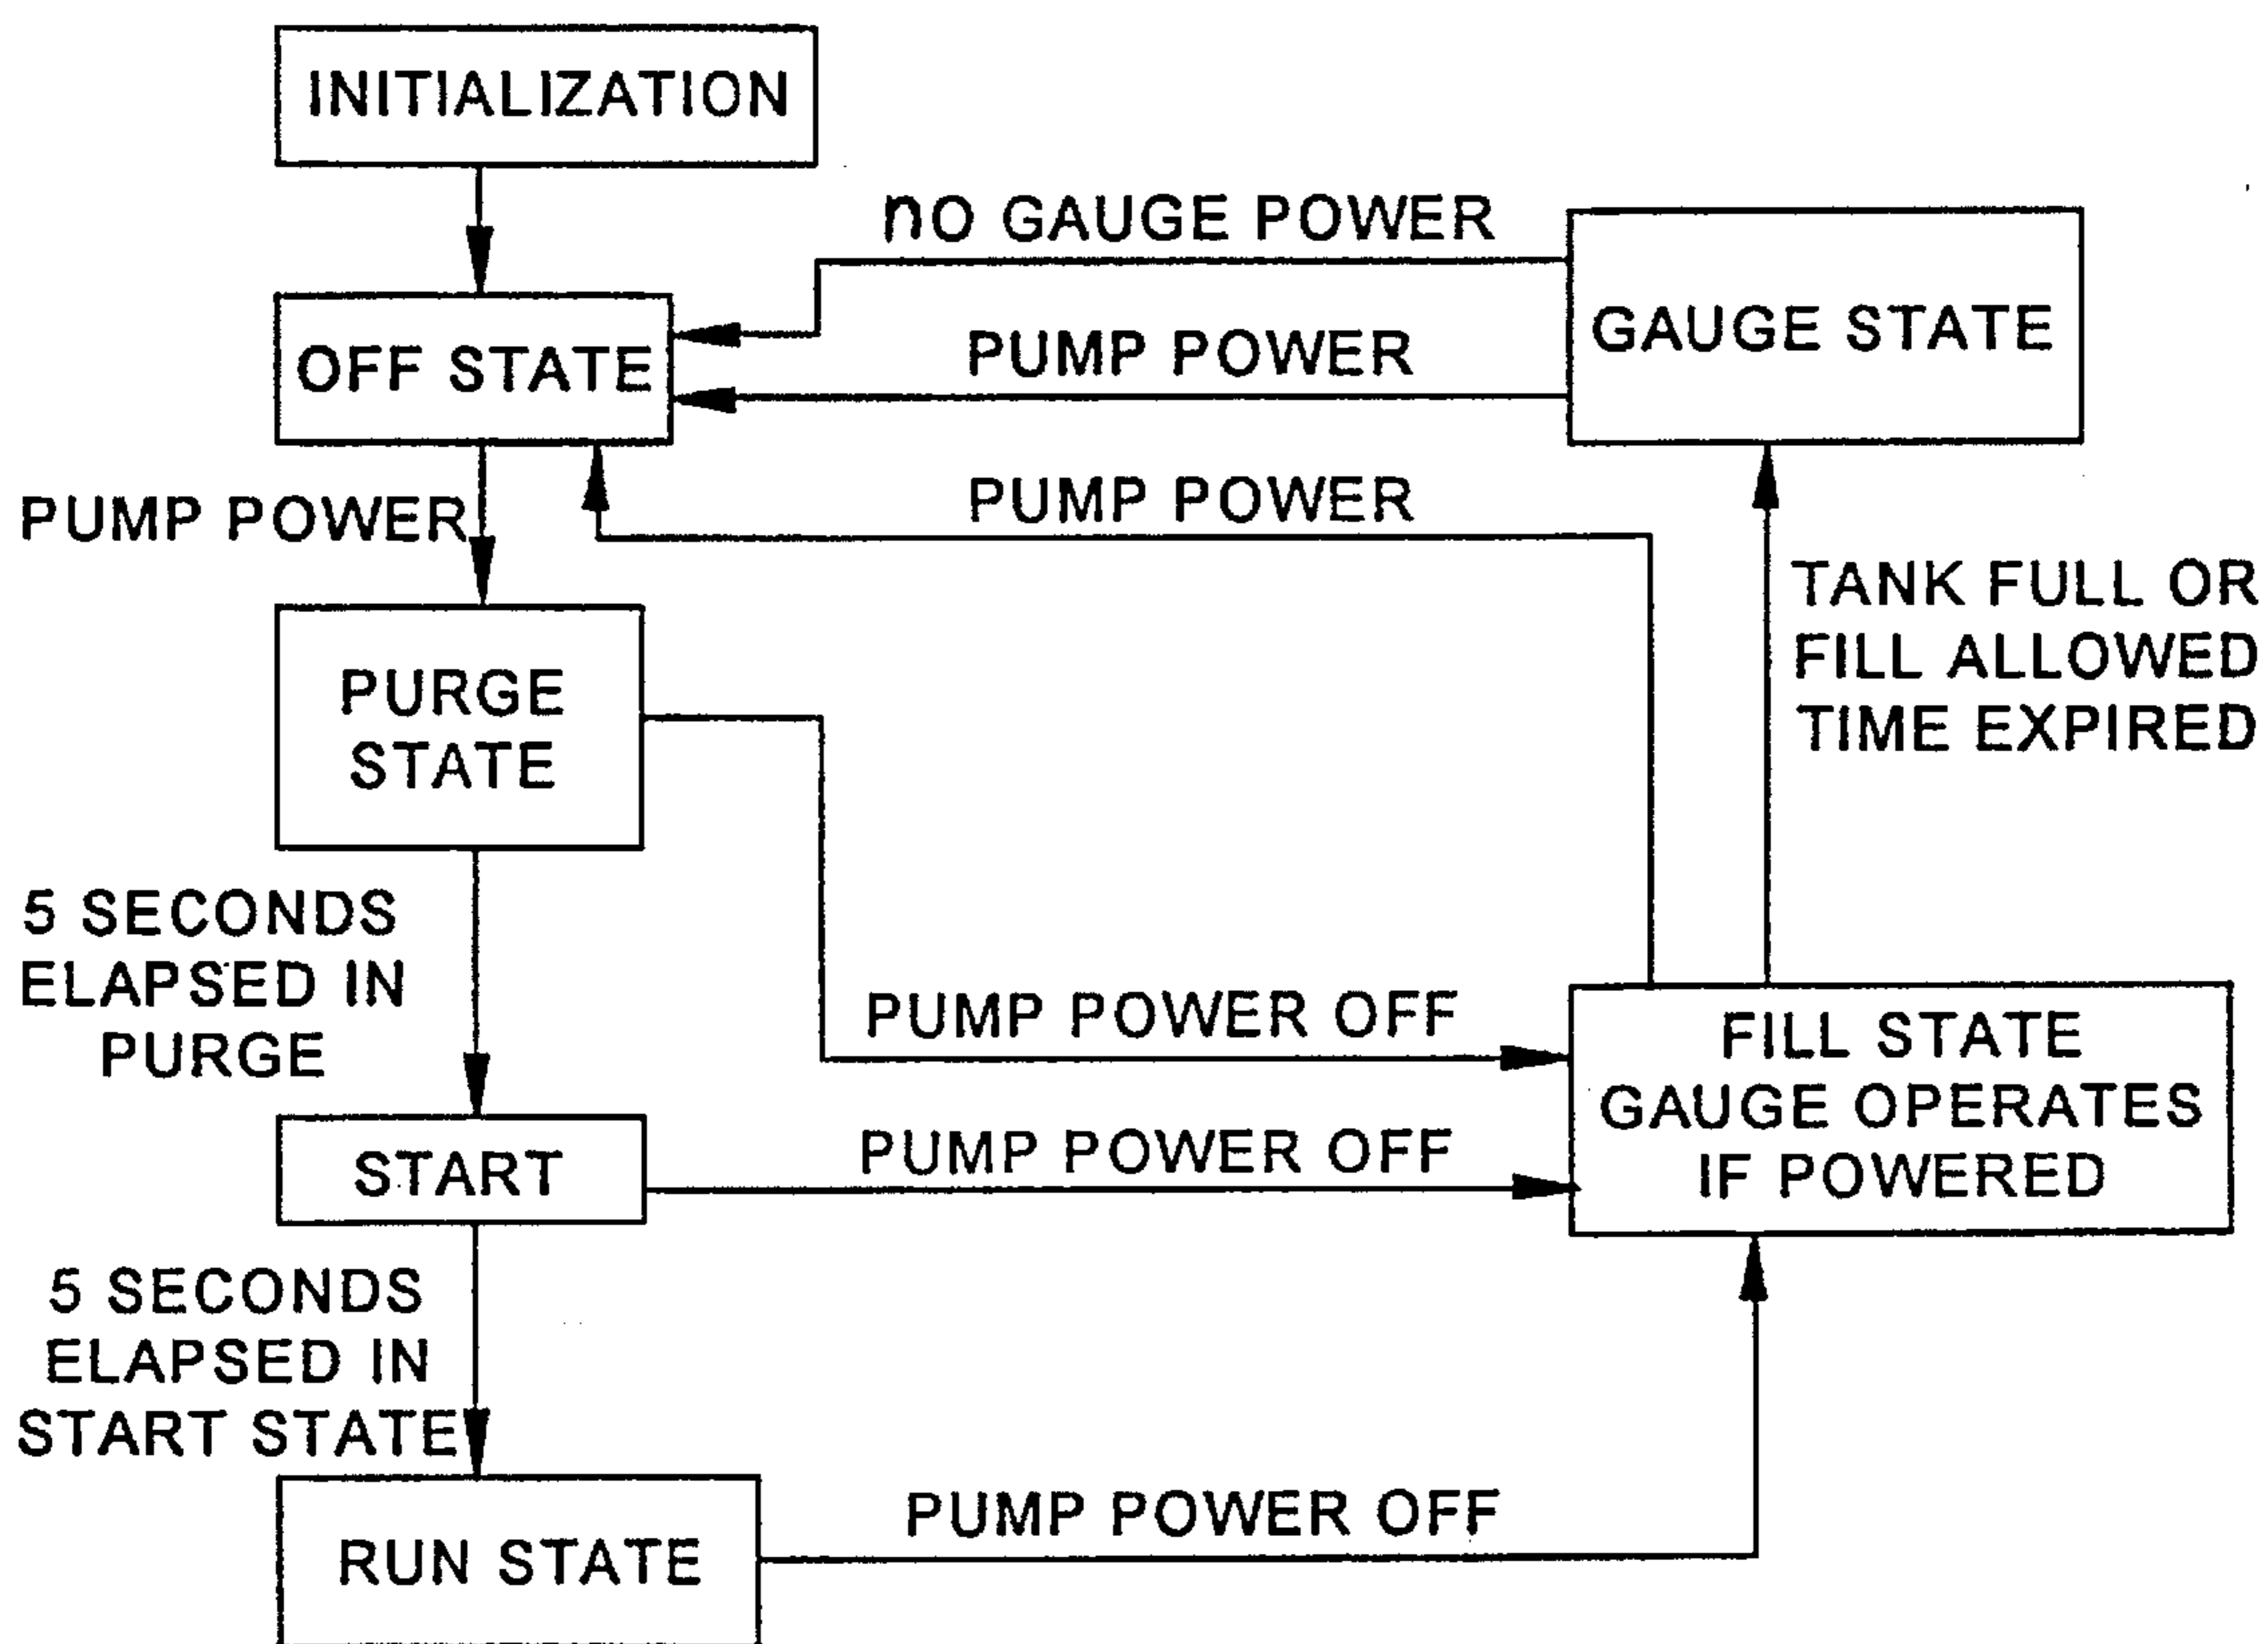 INITIALIZATION
nO GAUGE POWER
GAUGE STATE
OFF STATE
PUMP POWER
PUMP POWER
PUMP POWER
TANK FULL OR
FILL ALLOWED
TIME EXPIRED
PURGE
STATE
5 SECONDS
ELAPSED IN
PURGE
PUMP POWER OFF
FILL STATE
GAUGE OPERATES
IF POWERED
START
PUMP POWER OFF
5 SECONDS
ELAPSED IN
START STATE
RUN STATE
PUMP POWER OFF